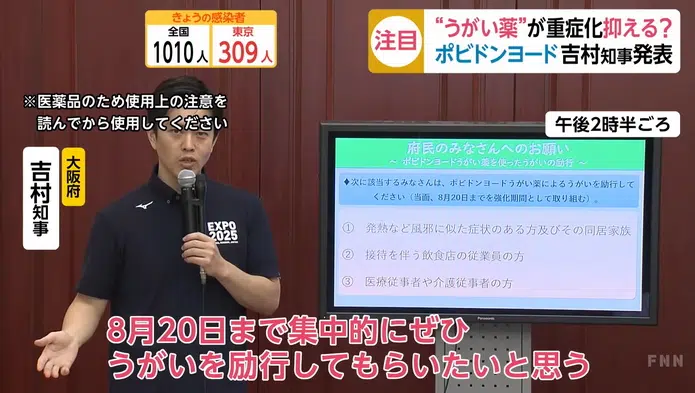 きょうの感染者
全国
1010人
東京
309人
注目
“うがい薬”が重症化抑える?
ポビドンヨード 吉村知事発表
※医薬品のため使用上の注意を
読んでから使用してください
午後2時半ごろ
大阪府
吉村知事
府民のみなさんへのお願い
~ ポビドンヨードうがい薬を使ったうがいの励行 ~
◆次に該当するみなさんは、ポビドンヨードうがい薬によるうがいを励行して
ください(当面、8月20日までを強化期間として取り組む)。
① 発熱など風邪に似た症状のある方及びその同居家族
② 接待を伴う飲食店の従業員の方
③ 医療従事者や介護従事者の方
Panasonic
MIZUNO
EXPO
2025
8月20日まで集中的にぜひ
うがいを励行してもらいたいと思う
FNN